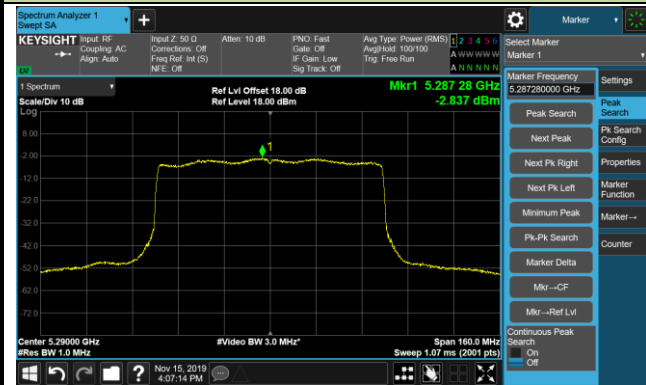 Spectrum Analyzer 1
Swept SA
+
Marker
KEYSIGHT
Input: RF
Coupling: AC
Align: Auto
Input Z: 50 Ω
Corrections: Off
Freq Ref: Int (S)
NFE: Off
Atten: 10 dB
PNO: Fast
Gate: Off
IF Gain: Low
Sig Track: Off
Avg Type: Power (RMS)
Avg|Hold: 100/100
Trig: Free Run
1 2 3 4 5 6
A W W W W W
A N N N N N
Select Marker
Marker 1
1 Spectrum
Scale/Div 10 dB
Ref Lvl Offset 18.00 dB
Ref Level 18.00 dBm
Mkr1 5.287 28 GHz
-2.837 dBm
Log
8.00
-2.00
-12.0
-22.0
-32.0
-42.0
-52.0
-62.0
-72.0
1
Center 5.29000 GHz
#Res BW 1.0 MHz
#Video BW 3.0 MHz*
Span 160.0 MHz
Sweep 1.07 ms (2001 pts)
Marker Frequency
5.287280000 GHz
Peak Search
Next Peak
Next Pk Right
Next Pk Left
Minimum Peak
Pk-Pk Search
Marker Delta
Mkr→CF
Mkr→Ref Lvl
Continuous Peak
Search
On
Off
Settings
Peak
Search
Pk Search
Config
Properties
Marker
Function
Marker→
Counter
?
Nov 15, 2019
4:07:14 PM